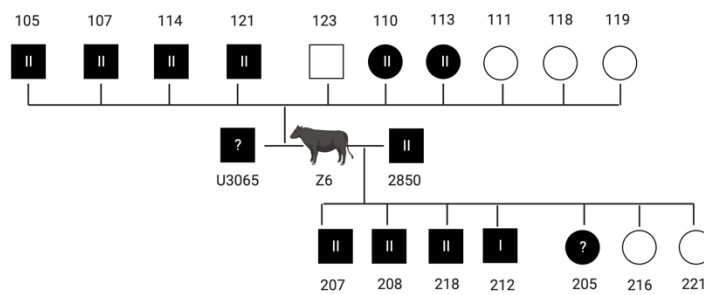 105 107 114 121 123 110 113 111 118 119
II II II II II II
? II
U3065 Z6 2850
II II II I ?
207 208 218 212 205 216 221